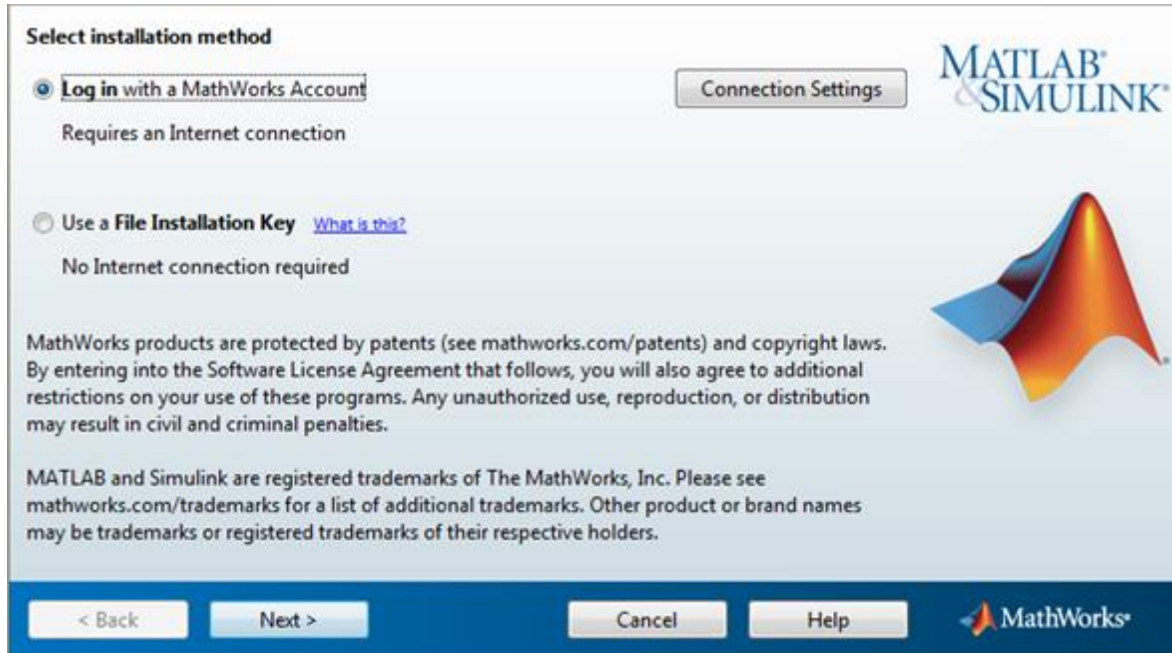 Select installation method
Log in with a MathWorks Account
Connection Settings
MATLAB®
&SIMULINK®
Requires an Internet connection
Use a File Installation Key What is this?
No Internet connection required
MathWorks products are protected by patents (see mathworks.com/patents) and copyright laws.
By entering into the Software License Agreement that follows, you will also agree to additional
restrictions on your use of these programs. Any unauthorized use, reproduction, or distribution
may result in civil and criminal penalties.
MATLAB and Simulink are registered trademarks of The MathWorks, Inc. Please see
mathworks.com/trademarks for a list of additional trademarks. Other product or brand names
may be trademarks or registered trademarks of their respective holders.
< Back
Next >
Cancel
Help
MathWorks®